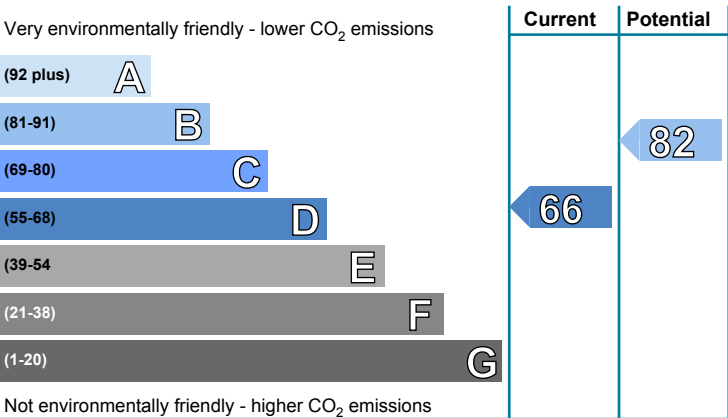 Current Potential
Very environmentally friendly - lower CO₂ emissions
(92 plus) A
(81-91) B
82
(69-80) C
(55-68) D
66
(39-54 E
(21-38) F
(1-20) G
Not environmentally friendly - higher CO₂ emissions